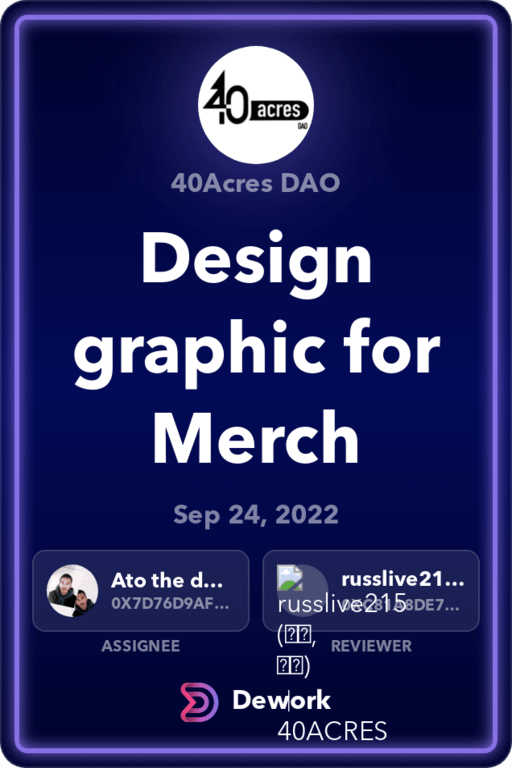 40 acres
DAO
40Acres DAO
Design
graphic for
Merch
Sep 24, 2022
Ato the d...
0X7D76D9AF...
ASSIGNEE
russlive21...
russlive215
(
)
|
40ACRES
REVIEWER
Dework